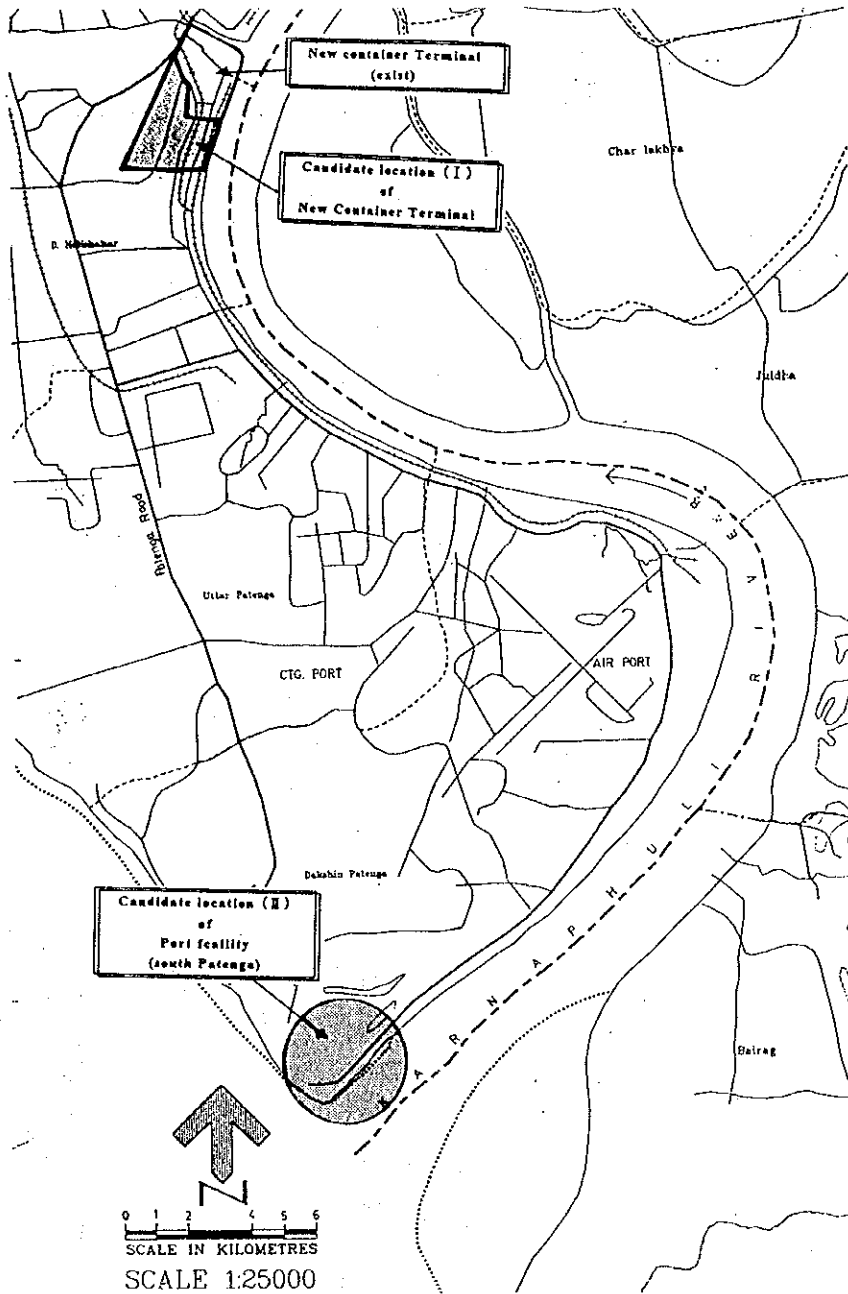 New container Terminal
(exist)
Candidate location (I)
of
New Container Terminal
Char lakhya
Juldha
Patenga Road
Uttar Patenga
CTG. PORT
AIR PORT
KARNAPHULI RIVER
Dakshin Patenga
Candidate location (II)
of
Port fcaility
(south Patenga)
Bairag
N
0 1 2 4 5 6
SCALE IN KILOMETRES
SCALE 1:25000